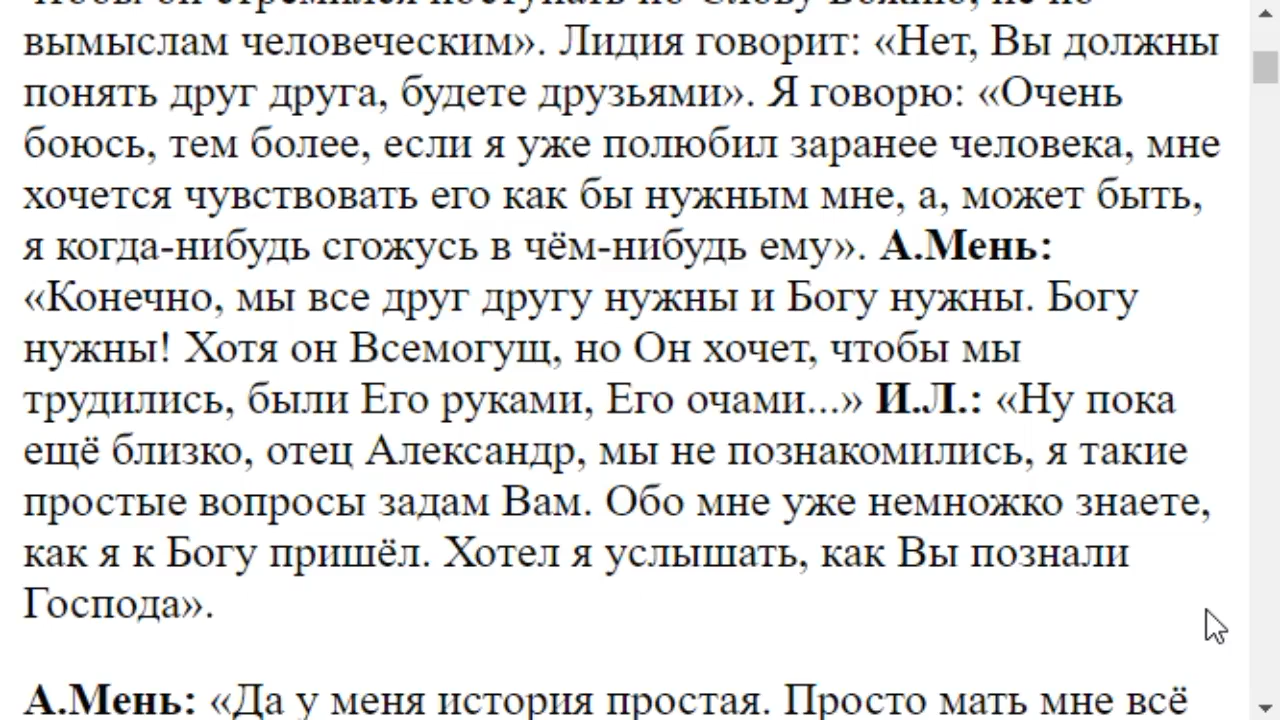 вымыслам человеческим». Лидия говорит: «Нет, Вы должны
понять друг друга, будете друзьями». Я говорю: «Очень
боюсь, тем более, если я уже полюбил заранее человека, мне
хочется чувствовать его как бы нужным мне, а, может быть,
я когда-нибудь сгожусь в чём-нибудь ему». А.Мень:
«Конечно, мы все друг другу нужны и Богу нужны. Богу
нужны! Хотя он Всемогущ, но Он хочет, чтобы мы
трудились, были Его руками, Его очами...» И.Л.: «Ну пока
ещё близко, отец Александр, мы не познакомились, я такие
простые вопросы задам Вам. Обо мне уже немножко знаете,
как я к Богу пришёл. Хотел я услышать, как Вы познали
Господа».
А.Мень: «Да у меня история простая. Просто мать мне всё